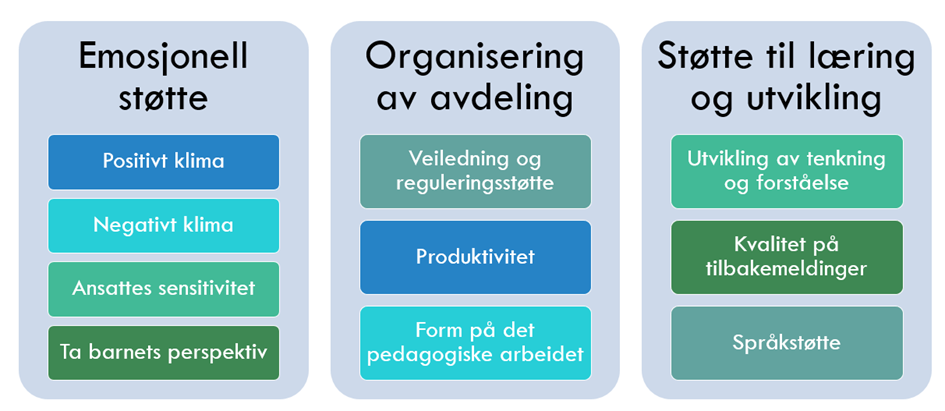 Emosjonell
støtte
Positivt klima
Negativt klima
Ansattes sensitivitet
Ta barnets perspektiv
Organisering
av avdeling
Veiledning og
reguleringsstøtte
Produktivitet
Form på det
pedagogiske arbeidet
Støtte til læring
og utvikling
Utvikling av tenkning
og forståelse
Kvalitet på
tilbakemeldinger
Språkstøtte